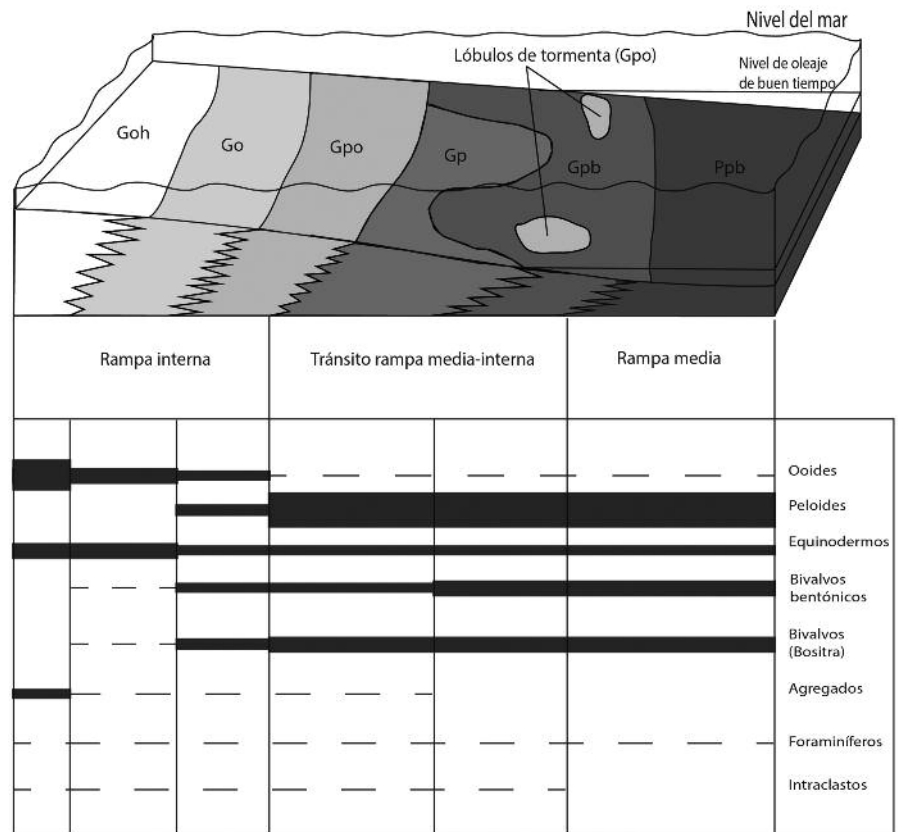 Nivel del mar
Lóbulos de tormenta (Gpo)
Nivel de oleaje
de buen tiempo
Goh
Go
Gpo
Gp
Gpb
Ppb
Rampa interna
Tránsito rampa media-interna
Rampa media
Ooides
Peloides
Equinodermos
Bivalvos
bentónicos
Bivalvos
(Bositra)
Agregados
Foraminíferos
Intraclastos